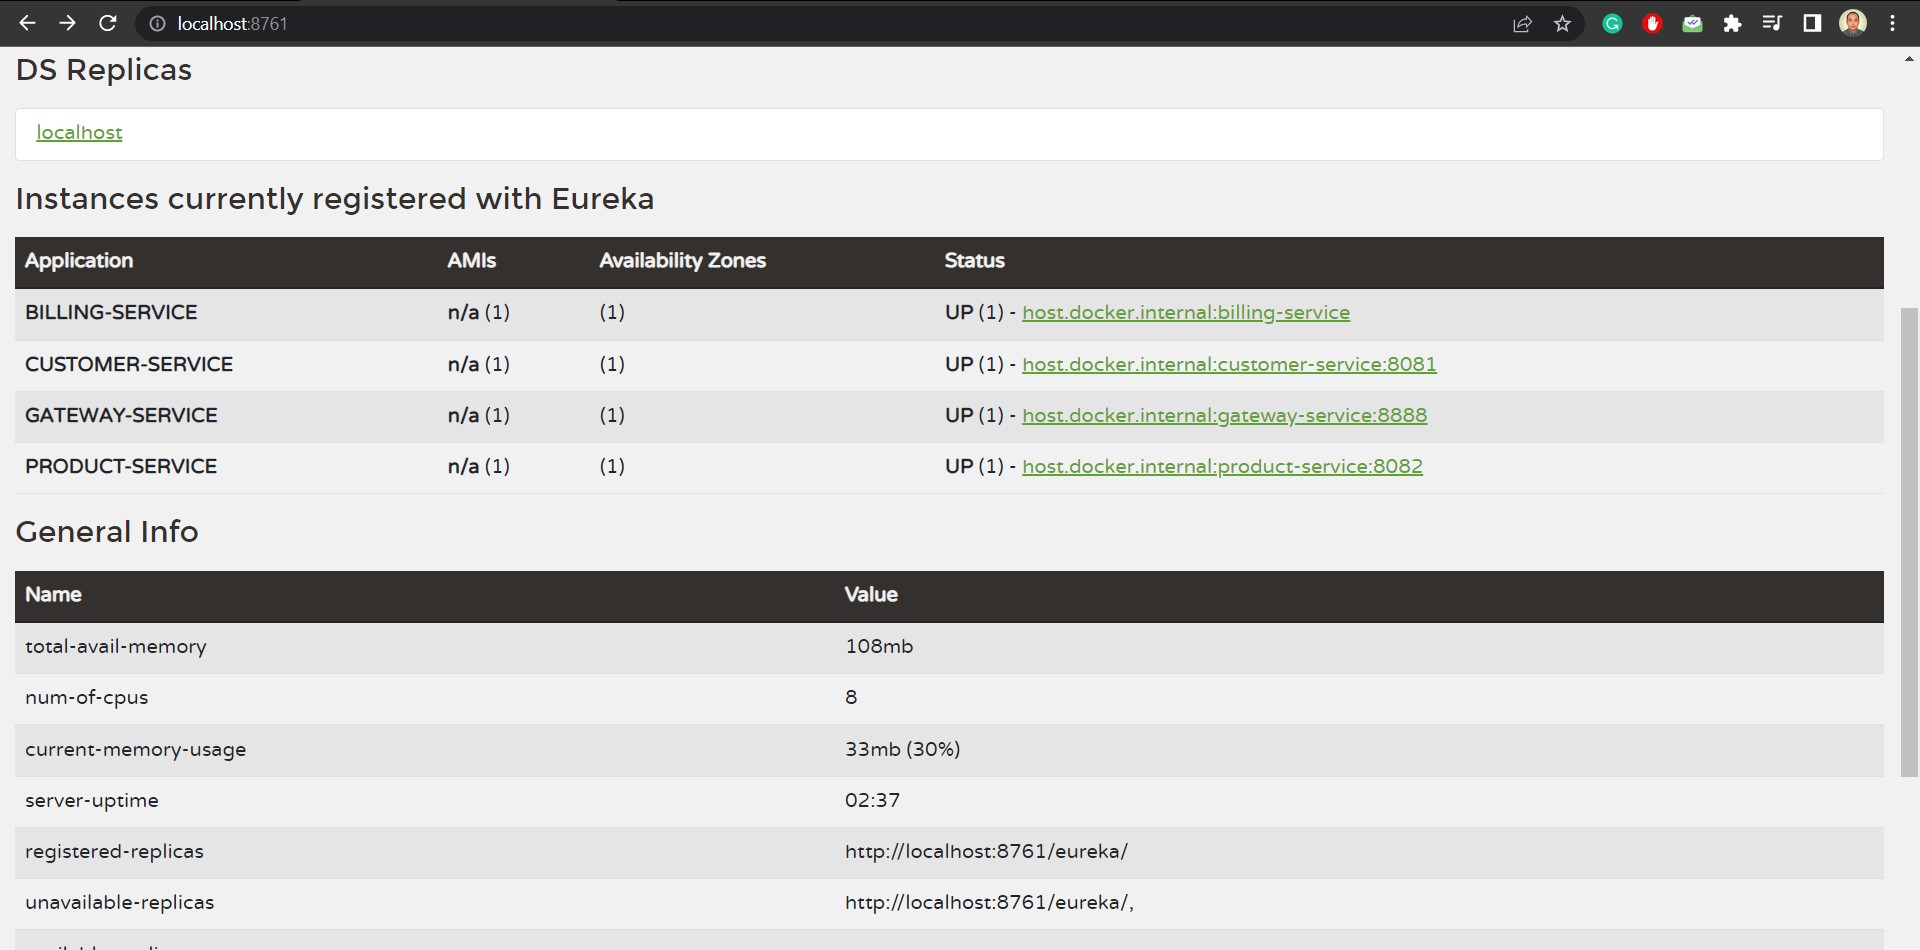 localhost:8761
DS Replicas
localhost
Instances currently registered with Eureka
Application AMIs Availability Zones Status
BILLING-SERVICE n/a (1) (1) UP (1) - host.docker.internal:billing-service
CUSTOMER-SERVICE n/a (1) (1) UP (1) - host.docker.internal:customer-service:8081
GATEWAY-SERVICE n/a (1) (1) UP (1) - host.docker.internal:gateway-service:8888
PRODUCT-SERVICE n/a (1) (1) UP (1) - host.docker.internal:product-service:8082
General Info
Name Value
total-avail-memory 108mb
num-of-cpus 8
current-memory-usage 33mb (30%)
server-uptime 02:37
registered-replicas http://localhost:8761/eureka/
unavailable-replicas http://localhost:8761/eureka/,